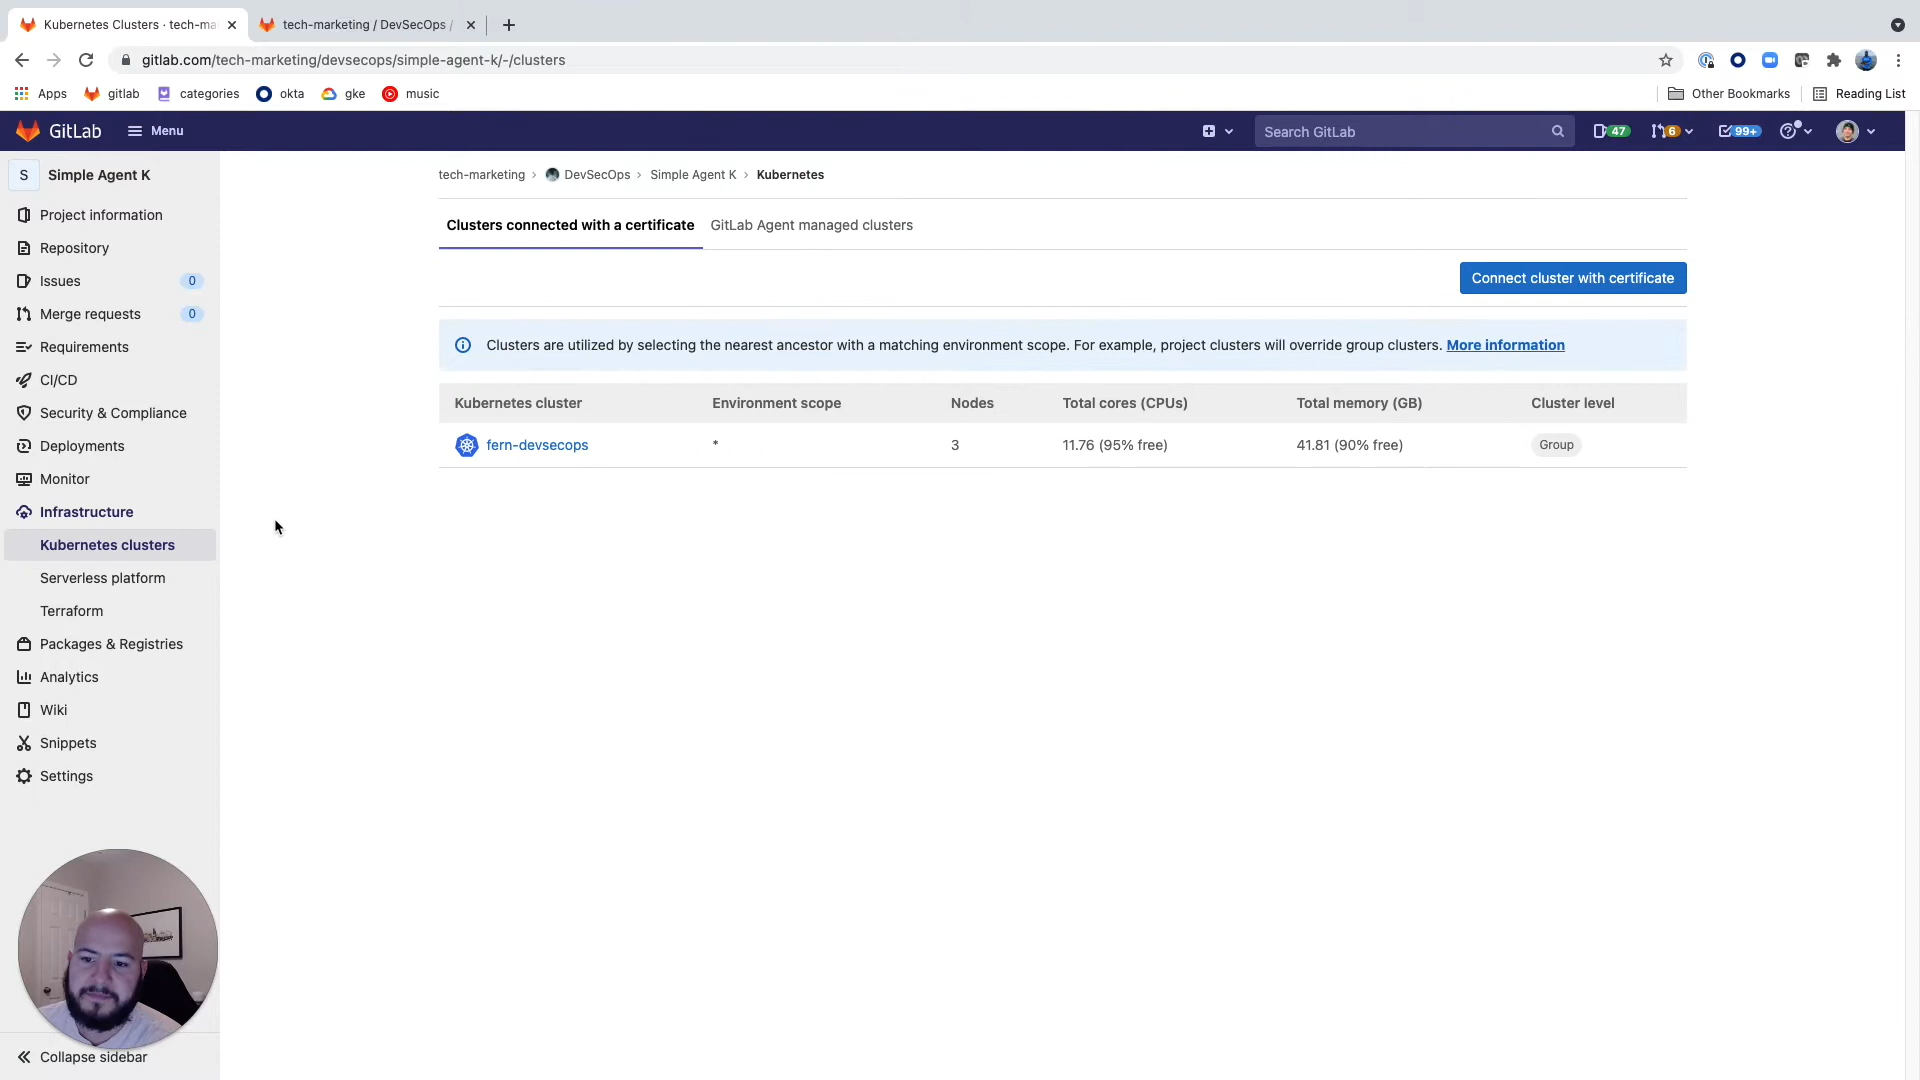 Kubernetes Clusters · tech-ma
tech-marketing / DevSecOps /
gitlab.com/tech-marketing/devsecops/simple-agent-k/-/clusters
Apps gitlab categories okta gke music Other Bookmarks Reading List
GitLab Menu Search GitLab 47 6 99+
S Simple Agent K
Project information
Repository
Issues 0
Merge requests 0
Requirements
CI/CD
Security & Compliance
Deployments
Monitor
Infrastructure
Kubernetes clusters
Serverless platform
Terraform
Packages & Registries
Analytics
Wiki
Snippets
Settings
Collapse sidebar
tech-marketing › DevSecOps › Simple Agent K › Kubernetes
Clusters connected with a certificate GitLab Agent managed clusters
Connect cluster with certificate
Clusters are utilized by selecting the nearest ancestor with a matching environment scope. For example, project clusters will override group clusters. More information
Kubernetes cluster Environment scope Nodes Total cores (CPUs) Total memory (GB) Cluster level
fern-devsecops * 3 11.76 (95% free) 41.81 (90% free) Group